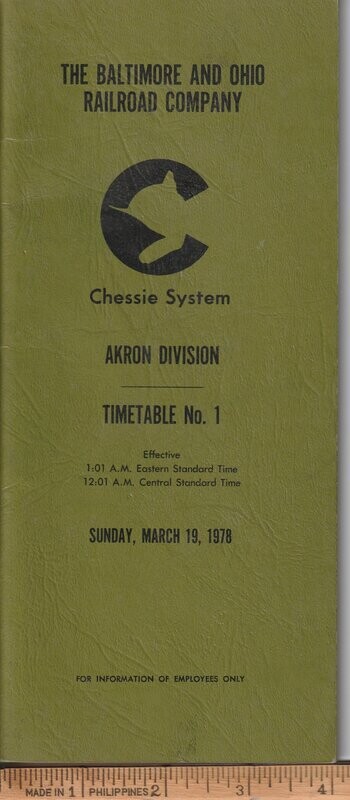 THE BALTIMORE AND OHIO
RAILROAD COMPANY
Chessie System
AKRON DIVISION
TIMETABLE No. 1
Effective
1:01 A.M. Eastern Standard Time
12:01 A.M. Central Standard Time
SUNDAY, MARCH 19, 1978
FOR INFORMATION OF EMPLOYEES ONLY
MADE IN 1 PHILIPPINES 2 3 4